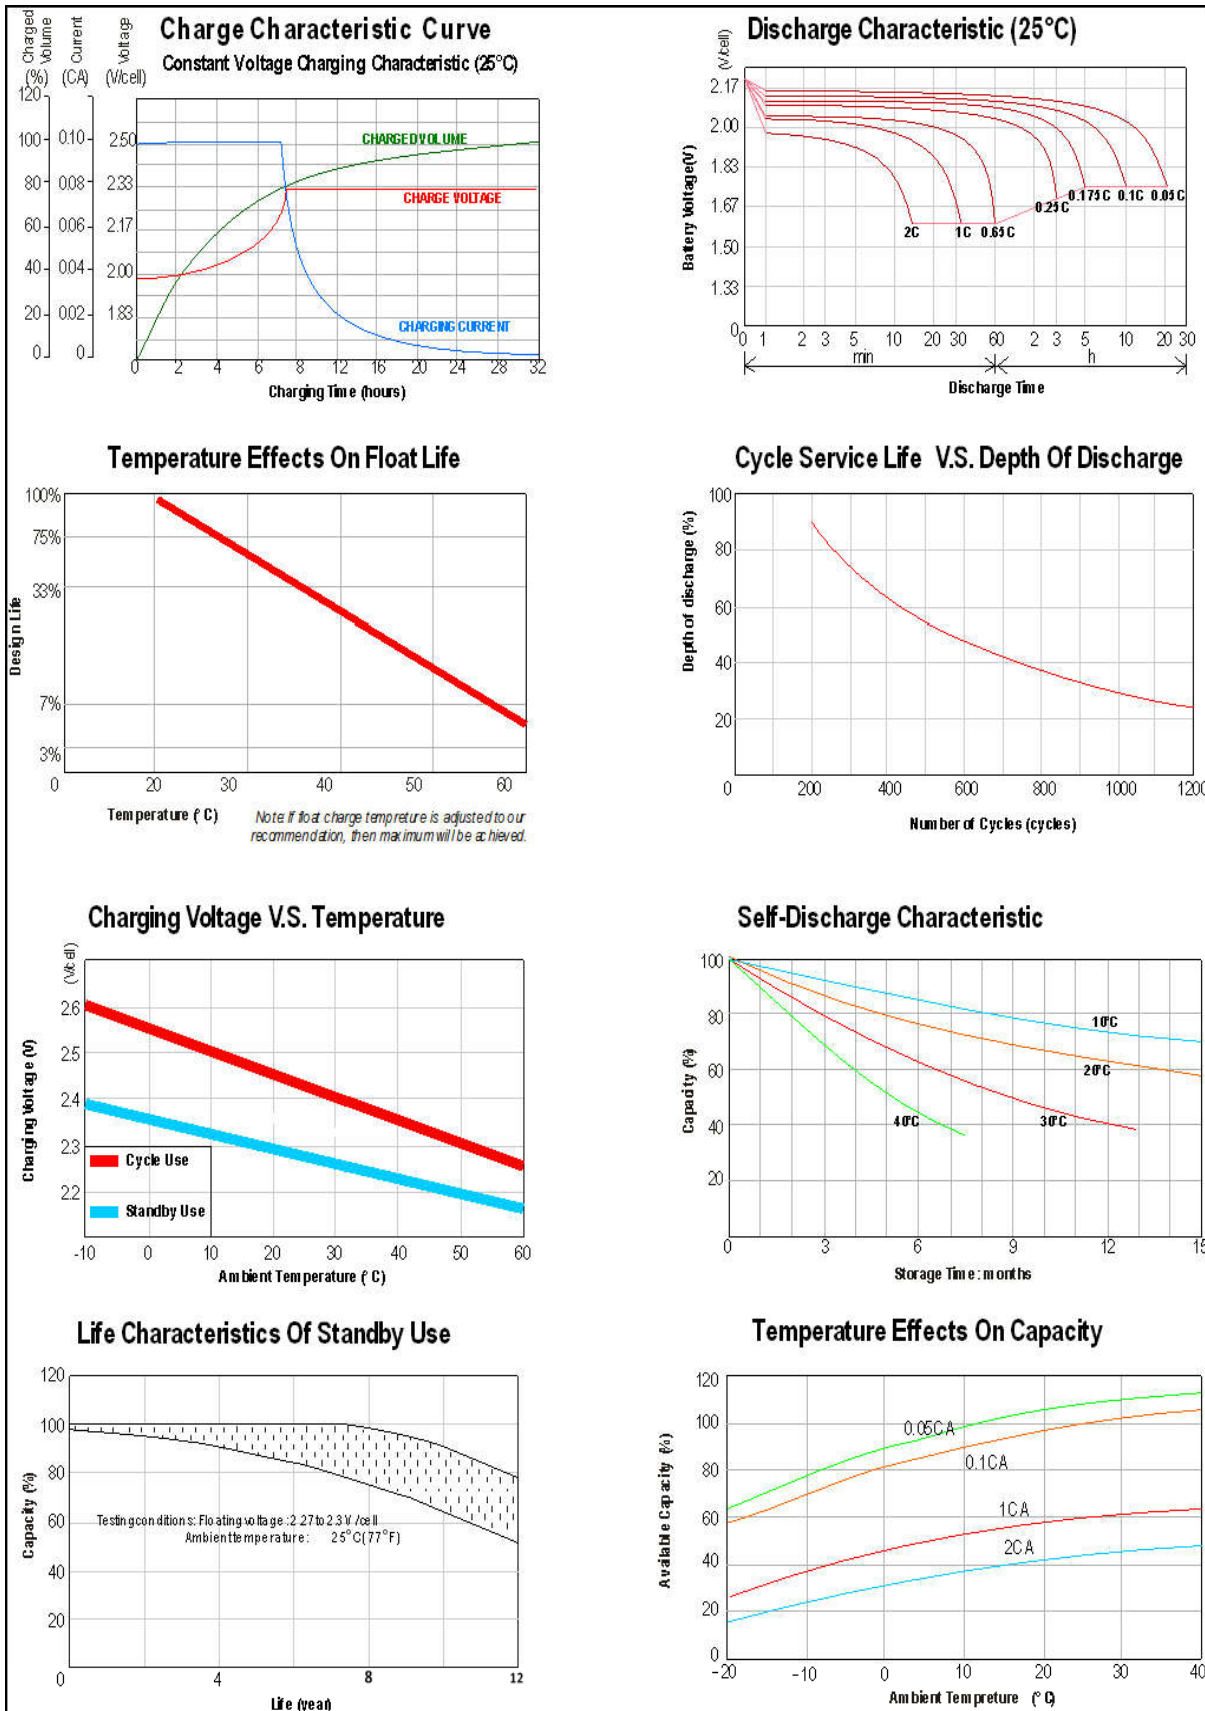 Charge Characteristic Curve
Constant Voltage Charging Characteristic (25°C)
Charged Volume
(%)
Current
(CA)
Voltage
(V/cell)
120
100
80
60
40
20
0
0.10
0.08
0.06
0.04
0.02
0
2.50
2.33
2.17
2.00
1.83
CHARGED VOLUME
CHARGE VOLTAGE
CHARGING CURRENT
0 2 4 6 8 10 12 16 20 24 28 32
Charging Time (hours)
Discharge Characteristic (25°C)
(V/cell)
Battery Voltage(V)
2.17
2.00
1.83
1.67
1.50
1.33
0
2C 1C 0.65C 0.25C 0.175C 0.1C 0.05C
0 1 2 3 5 10 20 30 60 2 3 5 10 20 30
min h
Discharge Time
Temperature Effects On Float Life
Design Life
100%
75%
33%
7%
3%
0 20 30 40 50 60
Temperature (°C)
Note: If float charge tempreture is adjusted to our
recommendation, then maximum will be achieved.
Cycle Service Life V.S. Depth Of Discharge
Depth of discharge (%)
100
80
60
40
20
0 200 400 600 800 1000 1200
Number of Cycles (cycles)
Charging Voltage V.S. Temperature
(V/cell)
Charging Voltage (V)
2.6
2.5
2.4
2.3
2.2
Cycle Use
Standby Use
-10 0 10 20 30 40 50 60
Ambient Temperature (°C)
Self-Discharge Characteristic
Capacity (%)
100
80
60
40
20
10°C
20°C
30°C
40°C
0 3 6 9 12 15
Storage Time: months
Life Characteristics Of Standby Use
Capacity (%)
120
100
80
60
40
20
Testing conditions: Floating voltage : 2.27 to 2.3 V /cell
Ambient temperature : 25°C(77°F)
0 4 8 12
Life (year)
Temperature Effects On Capacity
Available Capacity (%)
120
100
80
60
40
20
0
0.05CA
0.1CA
1CA
2CA
-20 -10 0 10 20 30 40
Ambient Tempreture (°C)